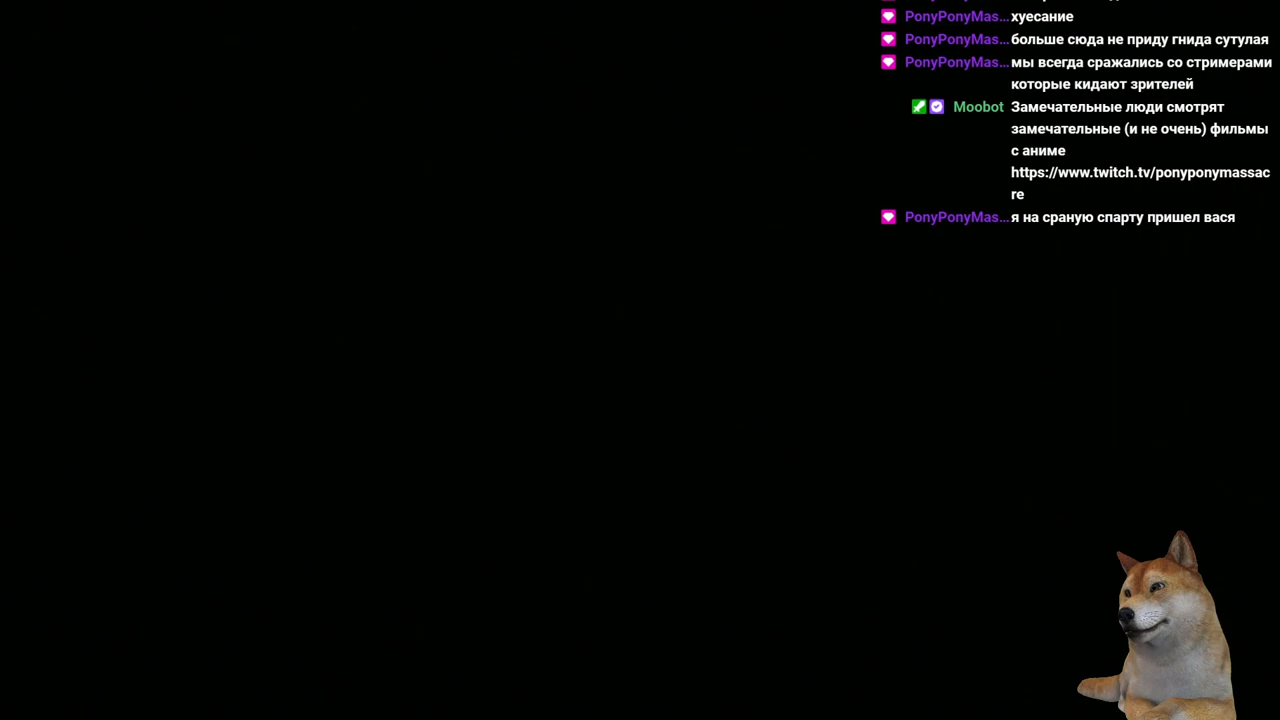 PonyPonyMas... хуесание
PonyPonyMas... больше сюда не приду гнида сутулая
PonyPonyMas... мы всегда сражались со стримерами
которые кидают зрителей
Moobot Замечательные люди смотрят
замечательные (и не очень) фильмы
с аниме
https://www.twitch.tv/ponyponymassac
re
PonyPonyMas... я на сраную спарту пришел вася